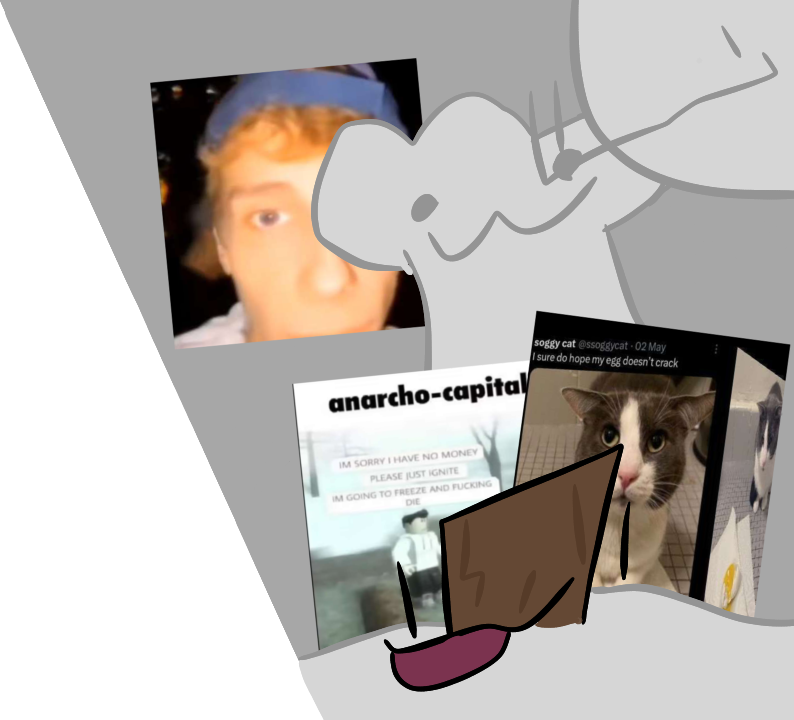 anarcho-capital
IM SORRY I HAVE NO MONEY
PLEASE JUST IGNITE
IM GOING TO FREEZE AND FUCKING
DIE
soggy cat @ssoggycat · 02 May
I sure do hope my egg doesn't crack